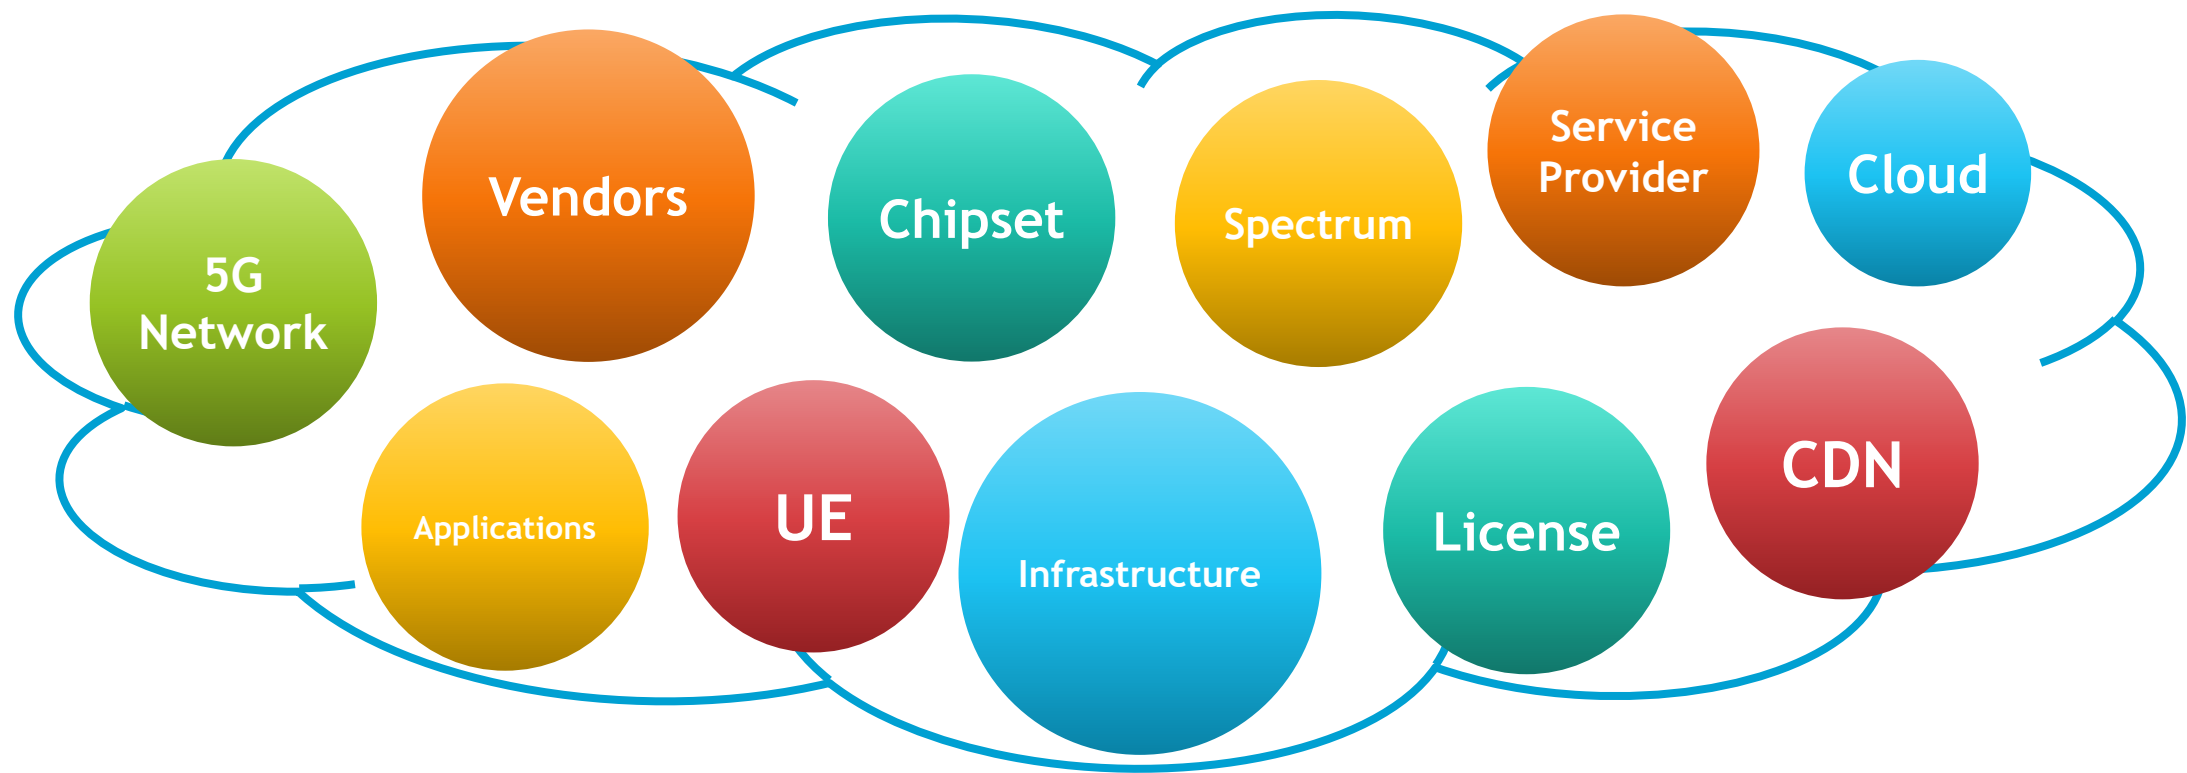 5G
Network
Vendors
Chipset
Spectrum
Service
Provider
Cloud
Applications
UE
Infrastructure
License
CDN